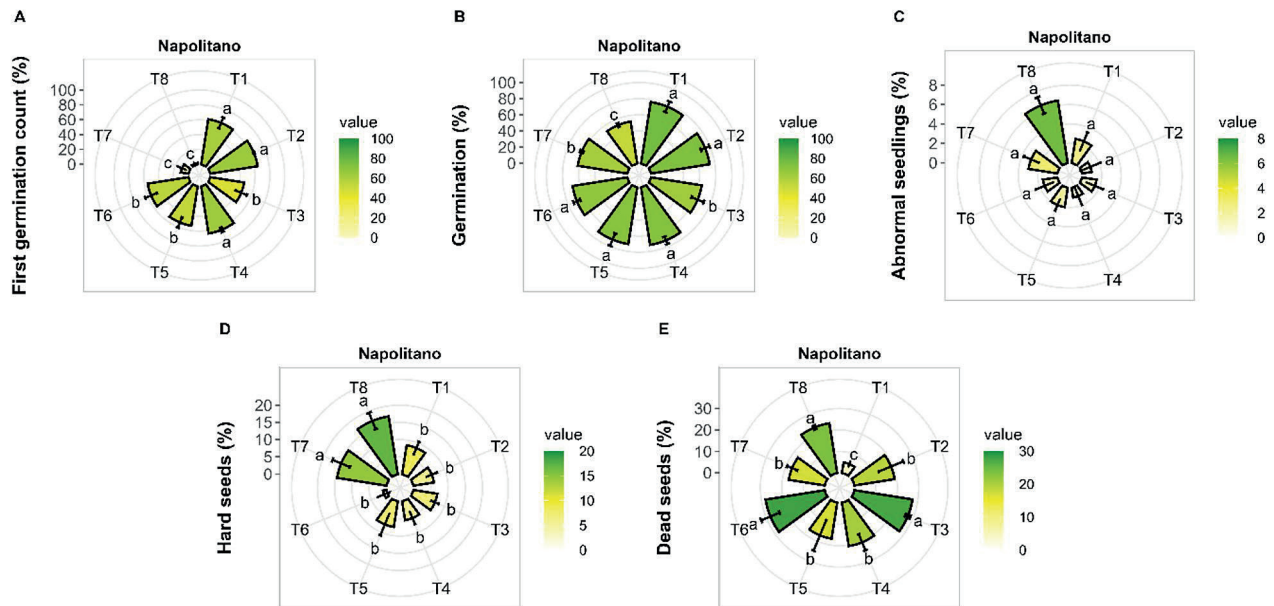 A
Napolitano
First germination count (%)
100
80
60
40
20
0
T8
T1
T7
T2
T6
T3
T5
T4
a
a
b
a
b
b
c
c
value
100
80
60
40
20
0
B
Napolitano
Germination (%)
100
80
60
40
20
0
T8
T1
T7
T2
T6
T3
T5
T4
a
a
b
a
a
a
b
c
value
100
80
60
40
20
0
C
Napolitano
Abnormal seedlings (%)
8
6
4
2
0
T8
T1
T7
T2
T6
T3
T5
T4
a
a
a
a
a
a
a
a
value
8
6
4
2
0
D
Napolitano
Hard seeds (%)
20
15
10
5
0
T8
T1
T7
T2
T6
T3
T5
T4
b
b
b
b
b
b
a
a
value
20
15
10
5
0
E
Napolitano
Dead seeds (%)
30
20
10
0
T8
T1
T7
T2
T6
T3
T5
T4
c
b
a
b
b
a
b
a
value
30
20
10
0